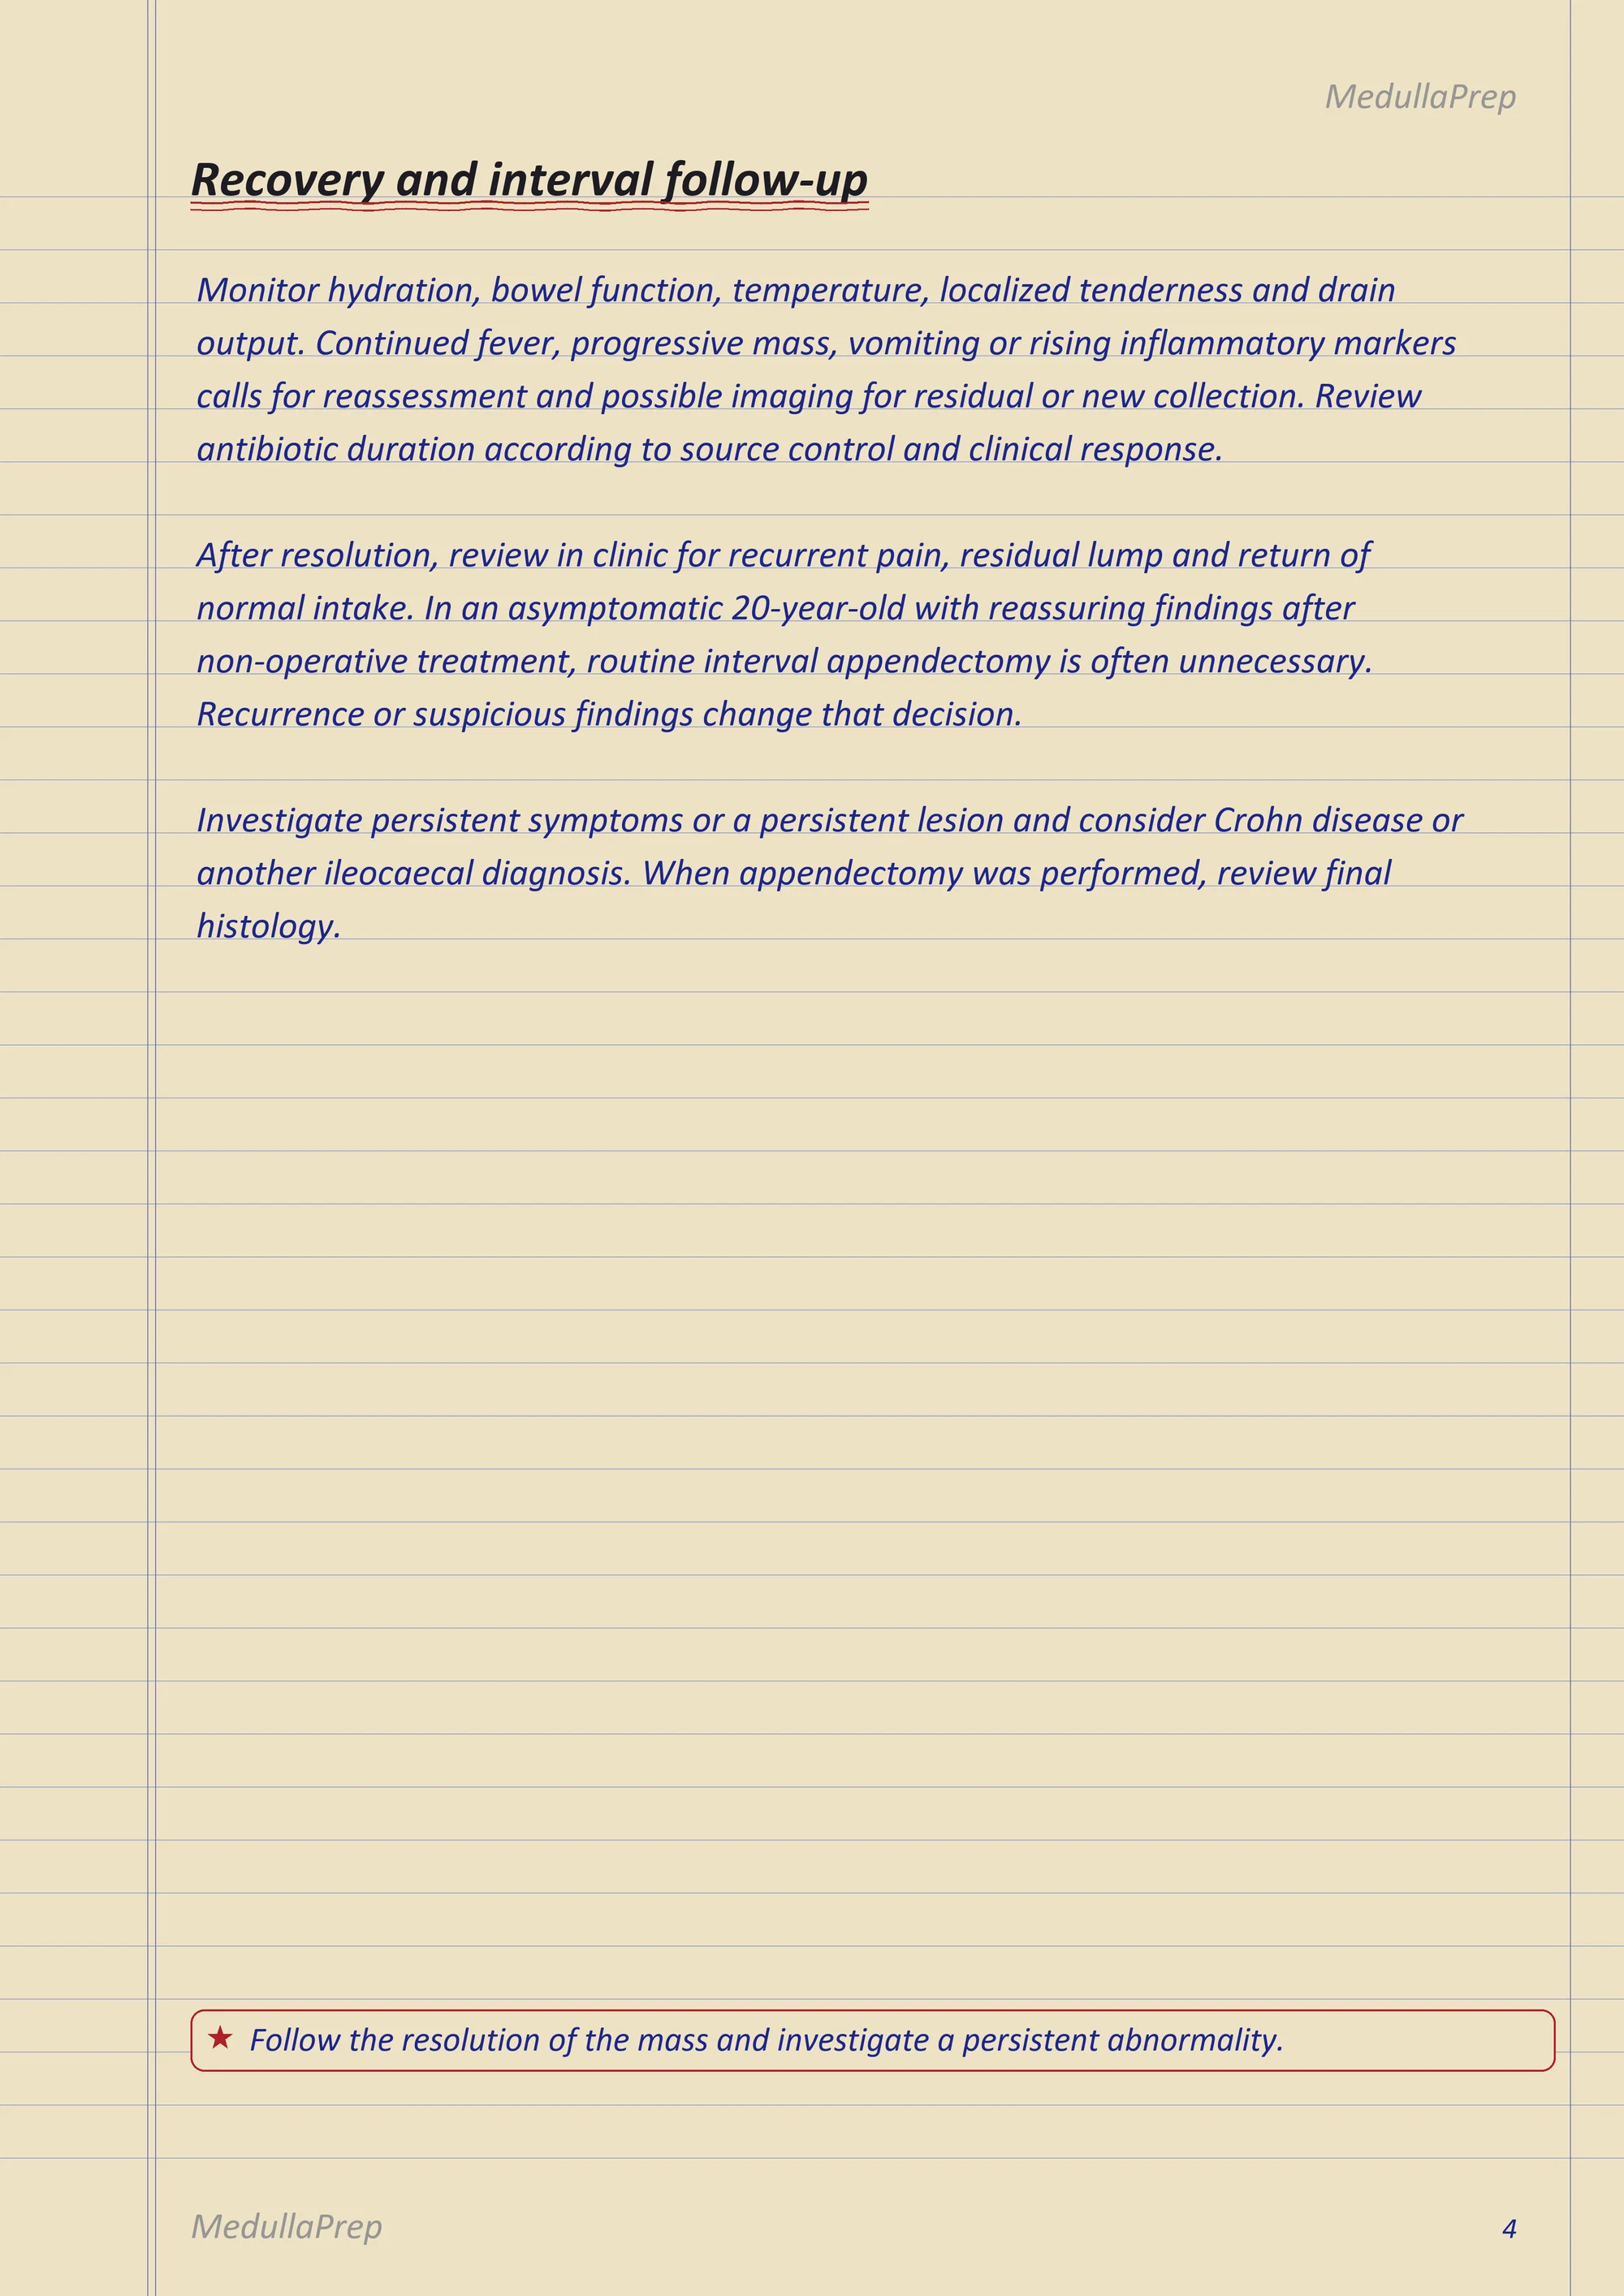 MedullaPrep
Recovery and interval follow-up
Monitor hydration, bowel function, temperature, localized tenderness and drain
output. Continued fever, progressive mass, vomiting or rising inflammatory markers
calls for reassessment and possible imaging for residual or new collection. Review
antibiotic duration according to source control and clinical response.
After resolution, review in clinic for recurrent pain, residual lump and return of
normal intake. In an asymptomatic 20-year-old with reassuring findings after
non-operative treatment, routine interval appendectomy is often unnecessary.
Recurrence or suspicious findings change that decision.
Investigate persistent symptoms or a persistent lesion and consider Crohn disease or
another ileocaecal diagnosis. When appendectomy was performed, review final
histology.
★ Follow the resolution of the mass and investigate a persistent abnormality.
MedullaPrep
4